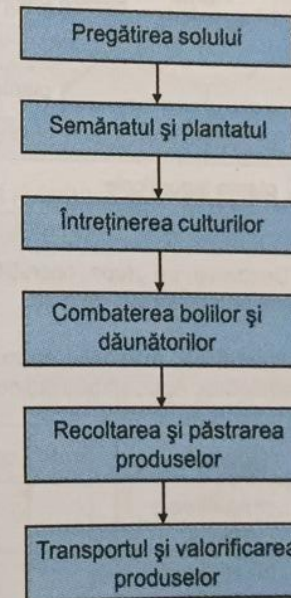 Pregătirea solului
Semănatul şi plantatul
Întreţinerea culturilor
Combaterea bolilor şi
dăunătorilor
Recoltarea şi păstrarea
produselor
Transportul şi valorificarea
produselor